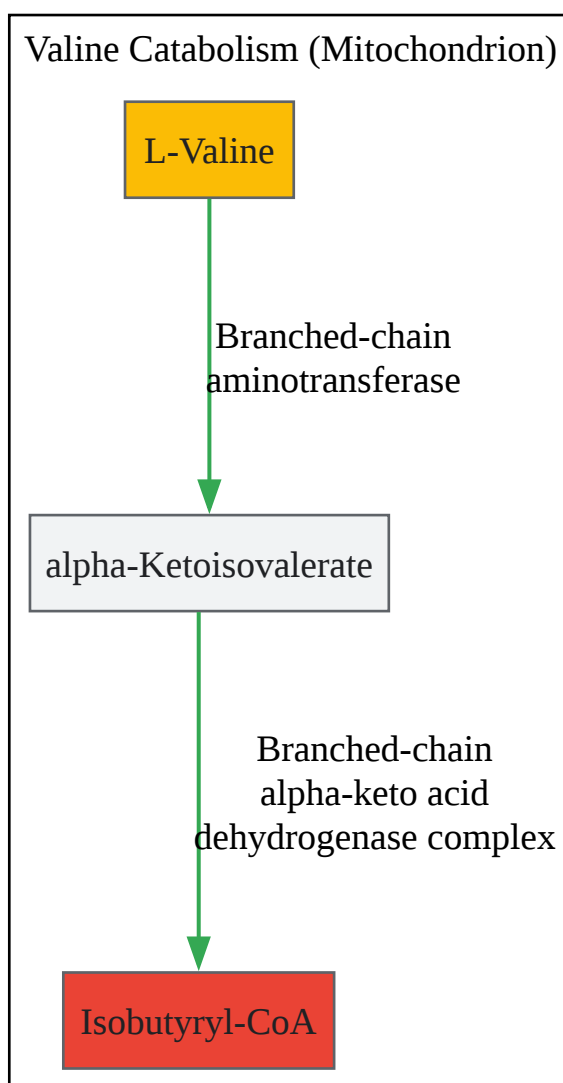 Valine Catabolism (Mitochondrion)
L-Valine
Branched-chain
aminotransferase
alpha-Ketoisovalerate
Branched-chain
alpha-keto acid
dehydrogenase complex
Isobutyryl-CoA